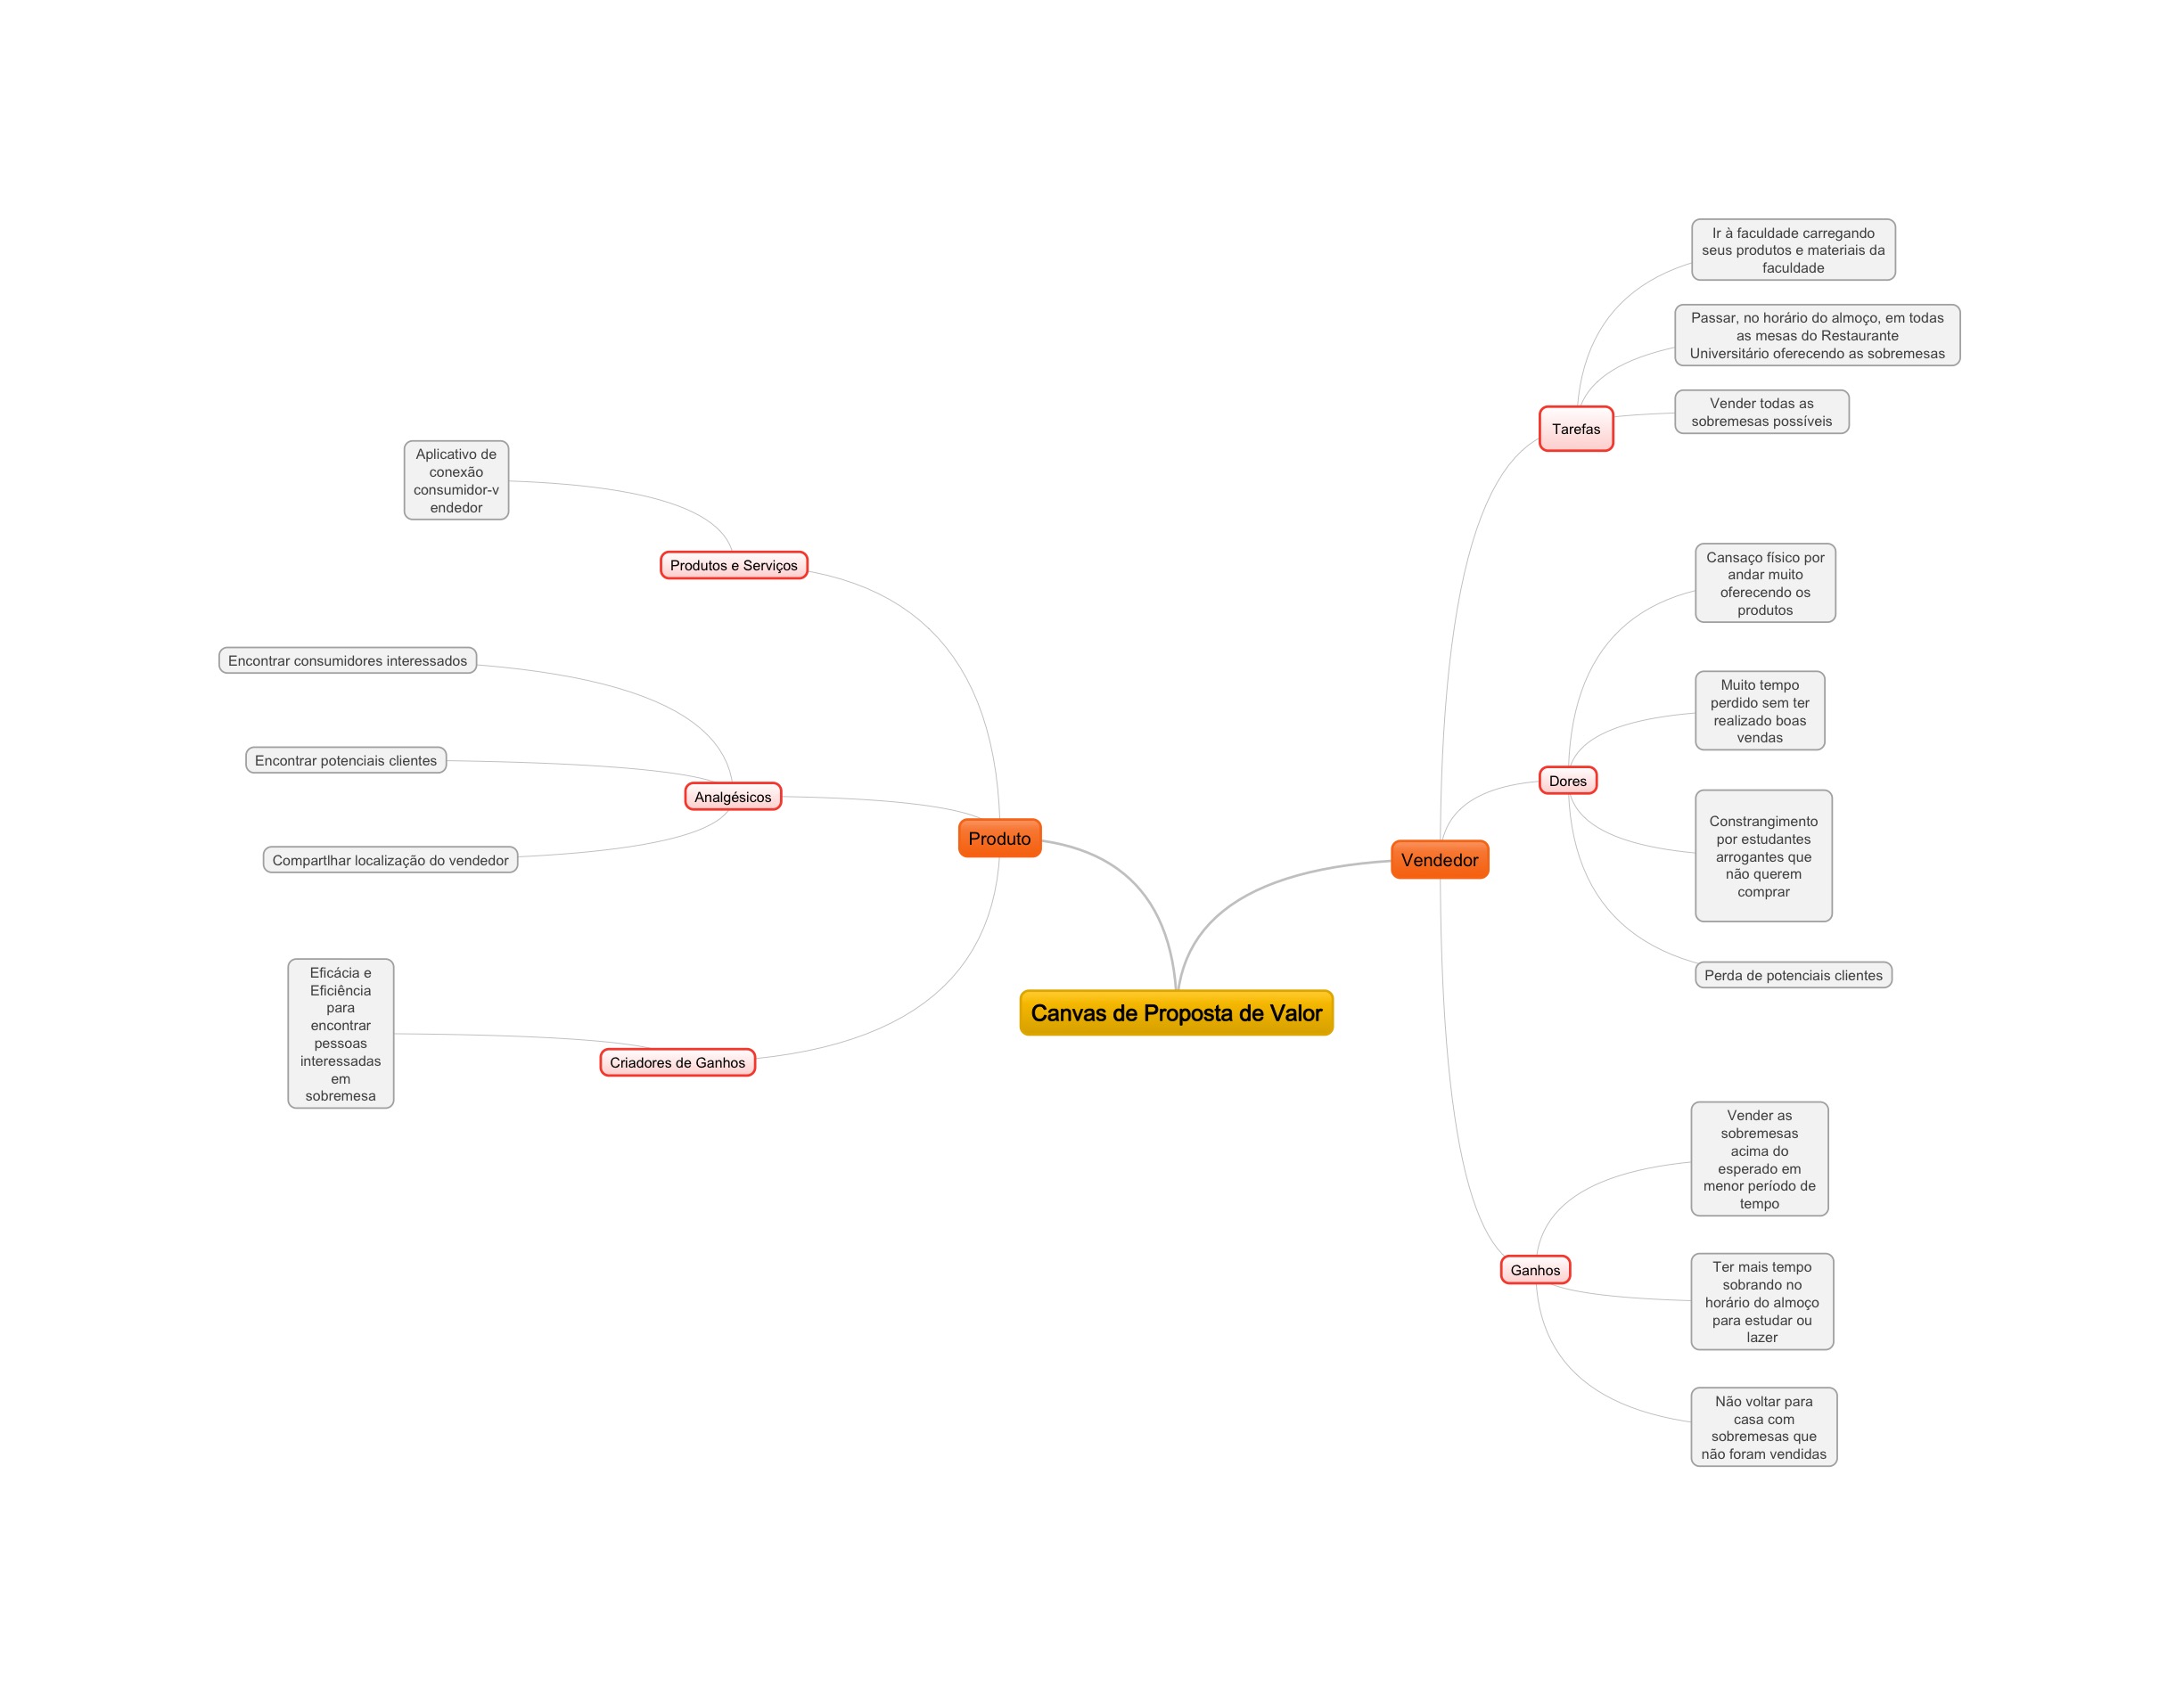 Canvas de Proposta de Valor
Produto
Produtos e Serviços
Aplicativo de
conexão
consumidor-v
endedor
Analgésicos
Encontrar consumidores interessados
Encontrar potenciais clientes
Compartlhar localização do vendedor
Criadores de Ganhos
Eficácia e
Eficiência
para
encontrar
pessoas
interessadas
em
sobremesa
Vendedor
Tarefas
Ir à faculdade carregando
seus produtos e materiais da
faculdade
Passar, no horário do almoço, em todas
as mesas do Restaurante
Universitário oferecendo as sobremesas
Vender todas as
sobremesas possíveis
Dores
Cansaço físico por
andar muito
oferecendo os
produtos
Muito tempo
perdido sem ter
realizado boas
vendas
Constrangimento
por estudantes
arrogantes que
não querem
comprar
Perda de potenciais clientes
Ganhos
Vender as
sobremesas
acima do
esperado em
menor período de
tempo
Ter mais tempo
sobrando no
horário do almoço
para estudar ou
lazer
Não voltar para
casa com
sobremesas que
não foram vendidas